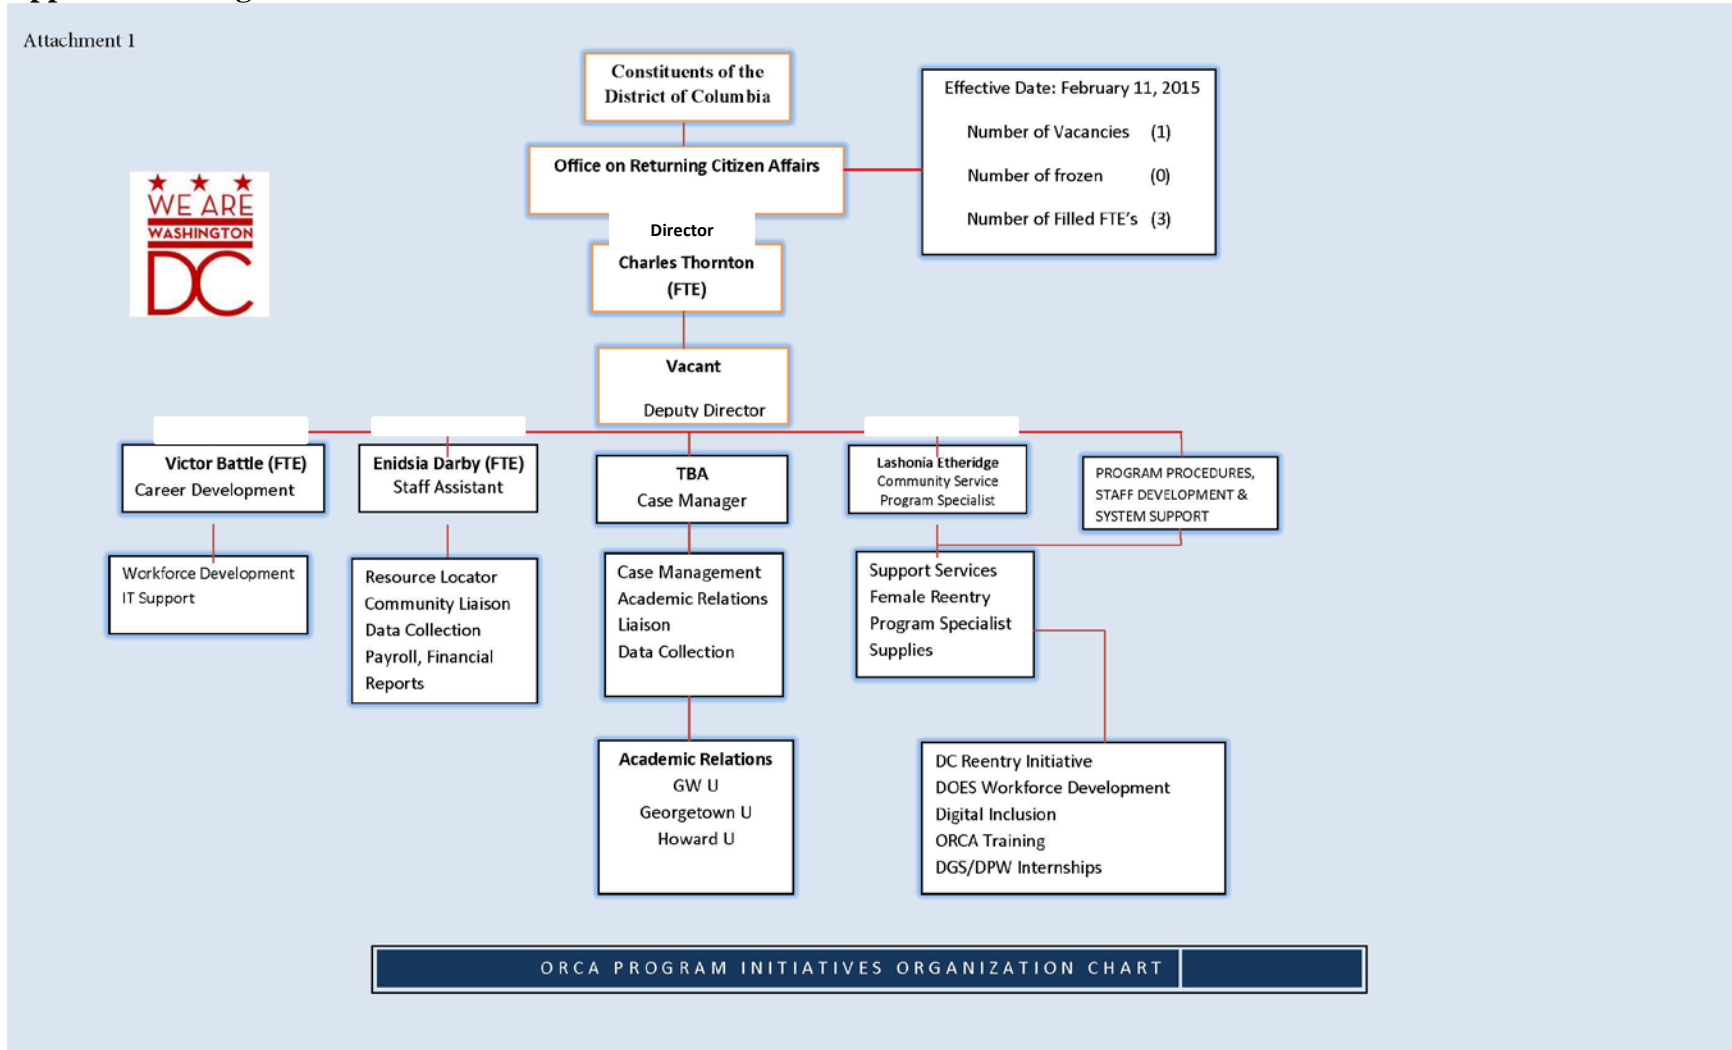 Attachment 1
Constituents of the
District of Columbia
Effective Date: February 11, 2015
Number of Vacancies (1)
Number of frozen (0)
Number of Filled FTE's (3)
Office on Returning Citizen Affairs
WE ARE
WASHINGTON
DC
Director
Charles Thornton
(FTE)
Vacant
Deputy Director
Victor Battle (FTE)
Career Development
Enidsia Darby (FTE)
Staff Assistant
TBA
Case Manager
Lashonia Etheridge
Community Service
Program Specialist
PROGRAM PROCEDURES,
STAFF DEVELOPMENT &
SYSTEM SUPPORT
Workforce Development
IT Support
Resource Locator
Community Liaison
Data Collection
Payroll, Financial
Reports
Case Management
Academic Relations
Liaison
Data Collection
Support Services
Female Reentry
Program Specialist
Supplies
Academic Relations
GW U
Georgetown U
Howard U
DC Reentry Initiative
DOES Workforce Development
Digital Inclusion
ORCA Training
DGS/DPW Internships
ORCA PROGRAM INITIATIVES ORGANIZATION CHART